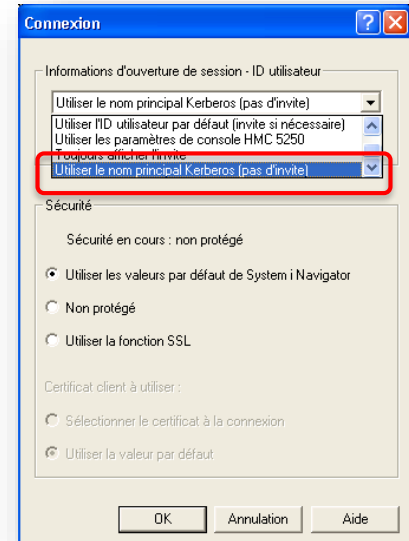 Connexion
Informations d'ouverture de session - ID utilisateur
Utiliser le nom principal Kerberos (pas d'invite)
Utiliser l'ID utilisateur par défaut (invite si nécessaire)
Utiliser les paramètres de console HMC 5250
Toujours afficher l'invite
Utiliser le nom principal Kerberos (pas d'invite)
Sécurité
Sécurité en cours : non protégé
Utiliser les valeurs par défaut de System i Navigator
Non protégé
Utiliser la fonction SSL
Certificat client à utiliser :
Sélectionner le certificat à la connexion
Utiliser la valeur par défaut
OK Annulation Aide